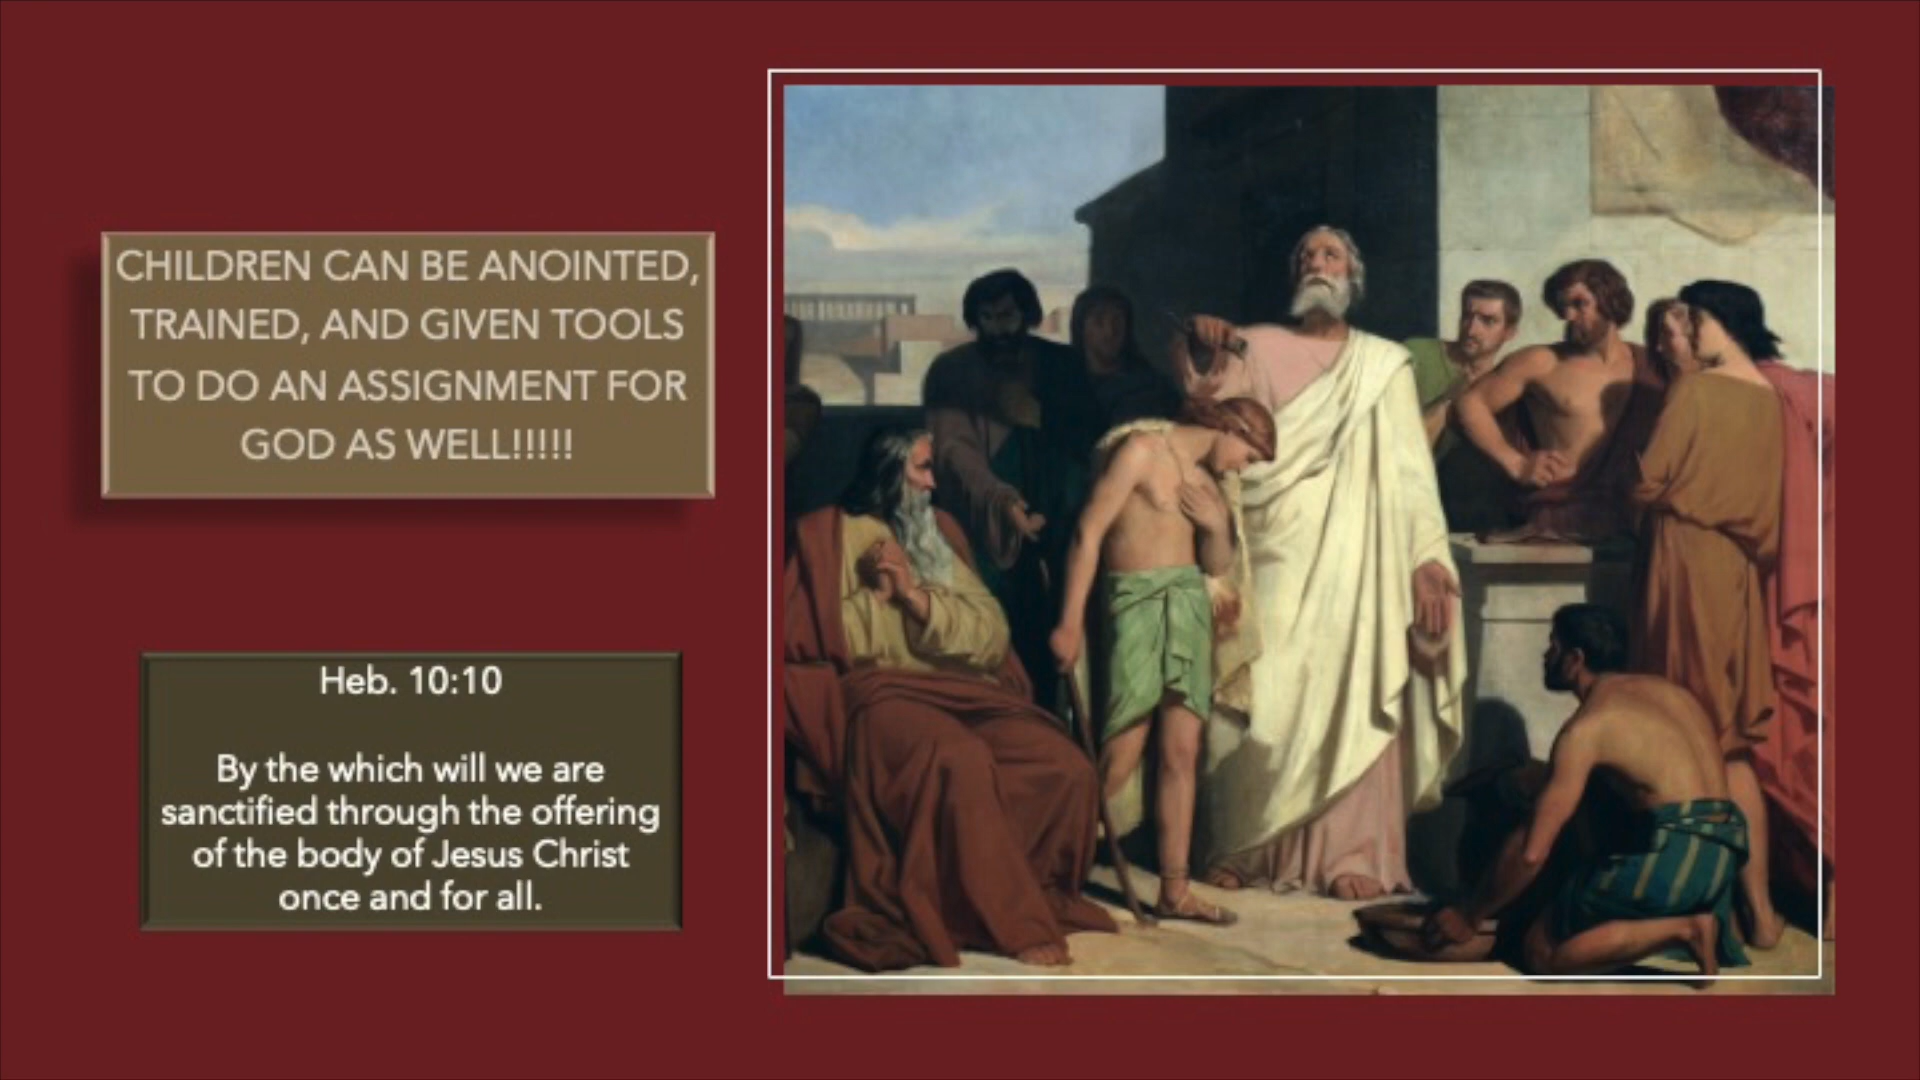 CHILDREN CAN BE ANOINTED,
TRAINED, AND GIVEN TOOLS
TO DO AN ASSIGNMENT FOR
GOD AS WELL!!!!!
Heb. 10:10
By the which will we are
sanctified through the offering
of the body of Jesus Christ
once and for all.